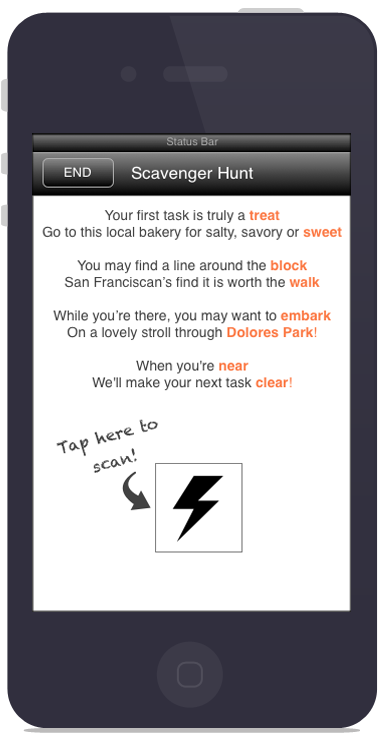 Status Bar
END
Scavenger Hunt
Your first task is truly a treat
Go to this local bakery for salty, savory or sweet
You may find a line around the block
San Franciscan's find it is worth the walk
While you're there, you may want to embark
On a lovely stroll through Dolores Park!
When you're near
We'll make your next task clear!
Tap here to
scan!